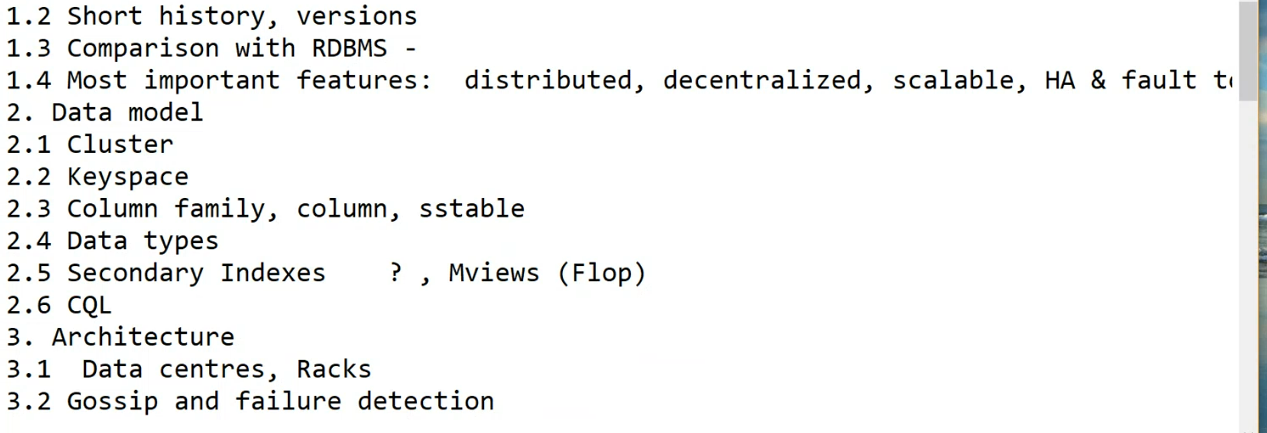 1.2 Short history, versions
1.3 Comparison with RDBMS -
1.4 Most important features:  distributed, decentralized, scalable, HA & fault
2. Data model
2.1 Cluster
2.2 Keyspace
2.3 Column family, column, sstable
2.4 Data types
2.5 Secondary Indexes    ? , Mviews (Flop)
2.6 CQL
3. Architecture
3.1  Data centres, Racks
3.2 Gossip and failure detection